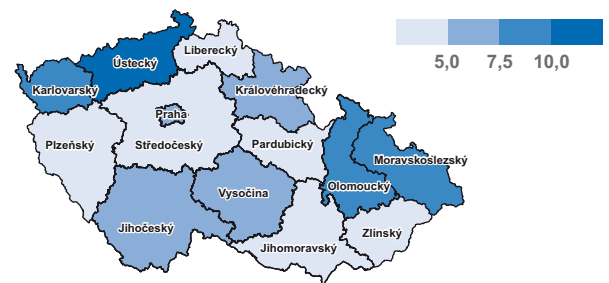 Liberecký
Ústecký
Karlovarský
Královéhradecký
Praha
Plzeňský
Středočeský
Pardubický
Moravskoslezský
Olomoucký
Vysočina
Jihočeský
Zlínský
Jihomoravský
5,0 7,5 10,0